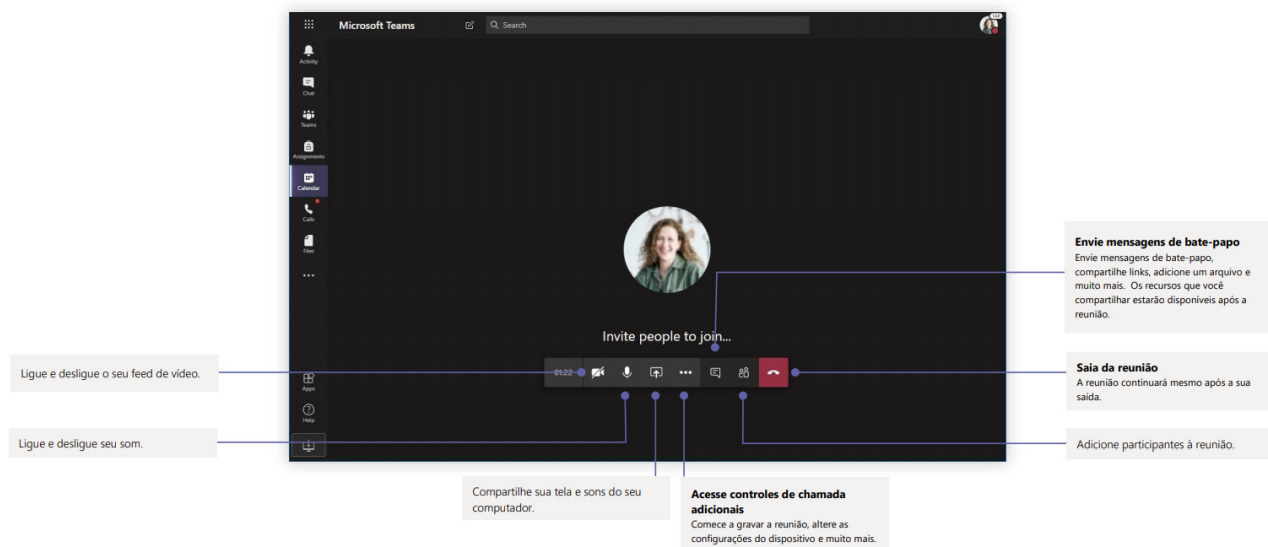 Microsoft Teams
Search
Activity
Chat
Teams
Assignments
Calendar
Calls
Files
Apps
Help
Invite people to join...
01:22
Ligue e desligue o seu feed de vídeo.
Ligue e desligue seu som.
Compartilhe sua tela e sons do seu
computador.
Acesse controles de chamada
adicionais
Comece a gravar a reunião, altere as
configurações do dispositivo e muito mais.
Envie mensagens de bate-papo
Envie mensagens de bate-papo,
compartilhe links, adicione um arquivo e
muito mais. Os recursos que você
compartilhar estarão disponíveis após a
reunião.
Saia da reunião
A reunião continuará mesmo após a sua
saída.
Adicione participantes à reunião.